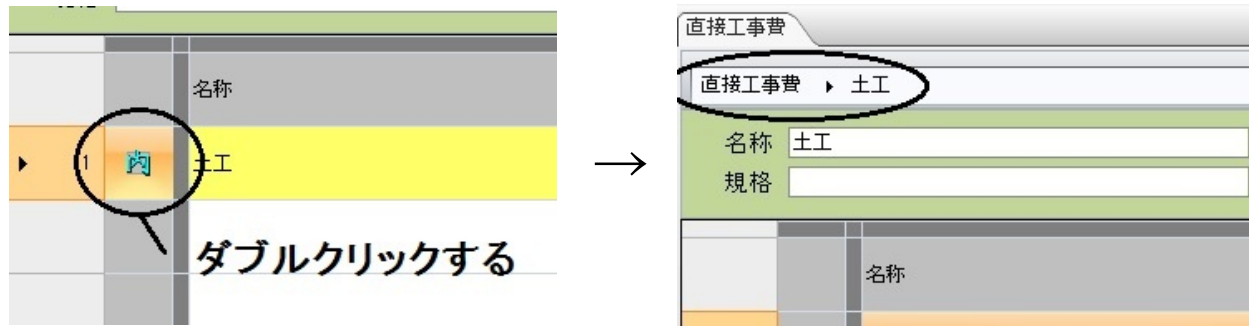 名称
1 内 土工
ダブルクリックする
→
直接工事費
直接工事費 ▸ 土工
名称 土工
規格
名称